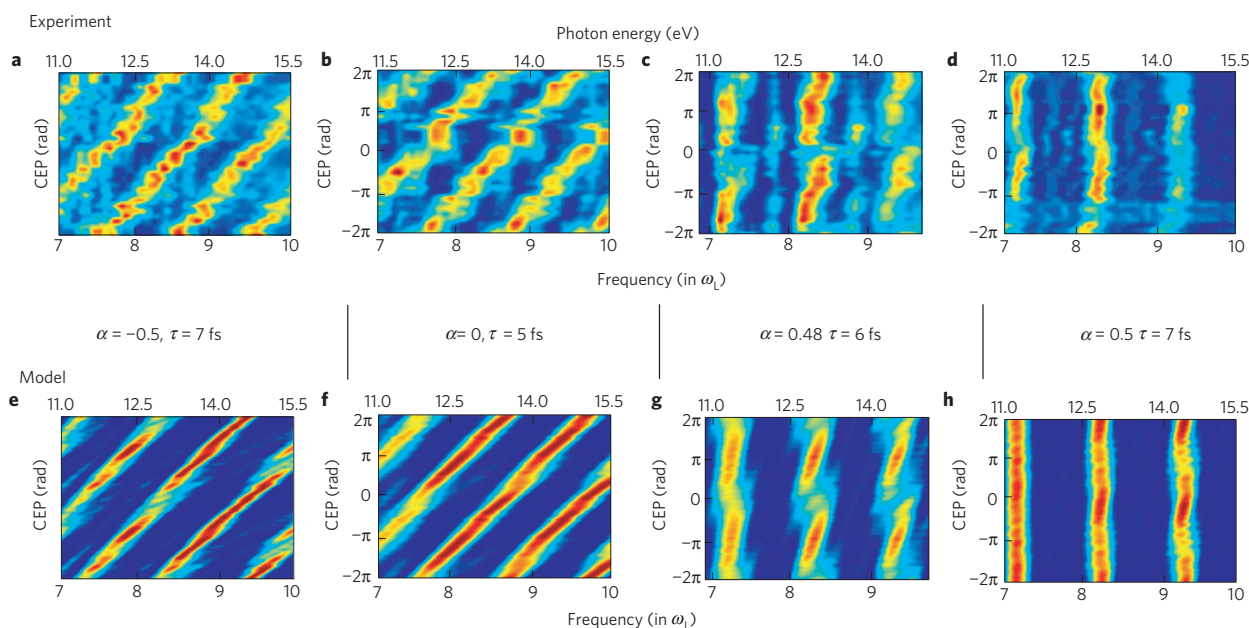 Experiment
Photon energy (eV)
a
11.0 12.5 14.0 15.5
b
11.5 12.5 14.0 15.5
c
11.0 12.5 14.0
d
11.0 12.5 14.0 15.5
CEP (rad)
2π
π
0
−π
−2π
7 8 9 10
CEP (rad)
2π
π
0
−π
−2π
7 8 9 10
CEP (rad)
2π
π
0
−π
−2π
7 8 9
CEP (rad)
2π
π
0
−π
−2π
7 8 9 10
Frequency (in ωL)
α = −0.5, τ = 7 fs
α= 0, τ = 5 fs
α = 0.48 τ = 6 fs
α = 0.5 τ = 7 fs
Model
e
11.0 12.5 14.0 15.5
f
11.0 12.5 14.0 15.5
g
11.0 12.5 14.0
h
11.0 12.5 14.0 15.5
CEP (rad)
2π
π
0
−π
−2π
7 8 9 10
CEP (rad)
2π
π
0
−π
−2π
7 8 9 10
CEP (rad)
2π
π
0
−π
−2π
7 8 9
CEP (rad)
2π
π
0
−π
−2π
7 8 9 10
Frequency (in ωL)